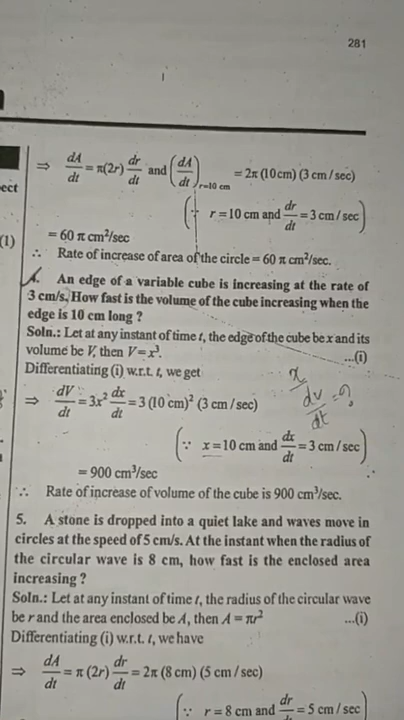 281
⇒ dA/dt = π(2r) dr/dt and (dA/dt)r=10 cm = 2π (10cm) (3 cm / sec)
ect
(∵ r = 10 cm and dr/dt = 3 cm / sec)
(1)
= 60 π cm²/sec
∴ Rate of increase of area of the circle = 60 π cm²/sec.
4. An edge of a variable cube is increasing at the rate of
3 cm/s. How fast is the volume of the cube increasing when the
edge is 10 cm long ?
Soln.: Let at any instant of time t, the edge of the cube be x and its
volume be V, then V = x³. ...(i)
Differentiating (i) w.r.t. t, we get
x
⇒ dV/dt = 3x² dx/dt = 3 (10 cm)² (3 cm / sec)
dv/dt = ?
(∵ x = 10 cm and dx/dt = 3 cm / sec)
= 900 cm³/sec
∴ Rate of increase of volume of the cube is 900 cm³/sec.
5. A stone is dropped into a quiet lake and waves move in
circles at the speed of 5 cm/s. At the instant when the radius of
the circular wave is 8 cm, how fast is the enclosed area
increasing ?
Soln.: Let at any instant of time t, the radius of the circular wave
be r and the area enclosed be A, then A = πr² ...(i)
Differentiating (i) w.r.t. t, we have
⇒ dA/dt = π (2r) dr/dt = 2π (8 cm) (5 cm / sec)
(∵ r = 8 cm and dr/dt = 5 cm / sec)